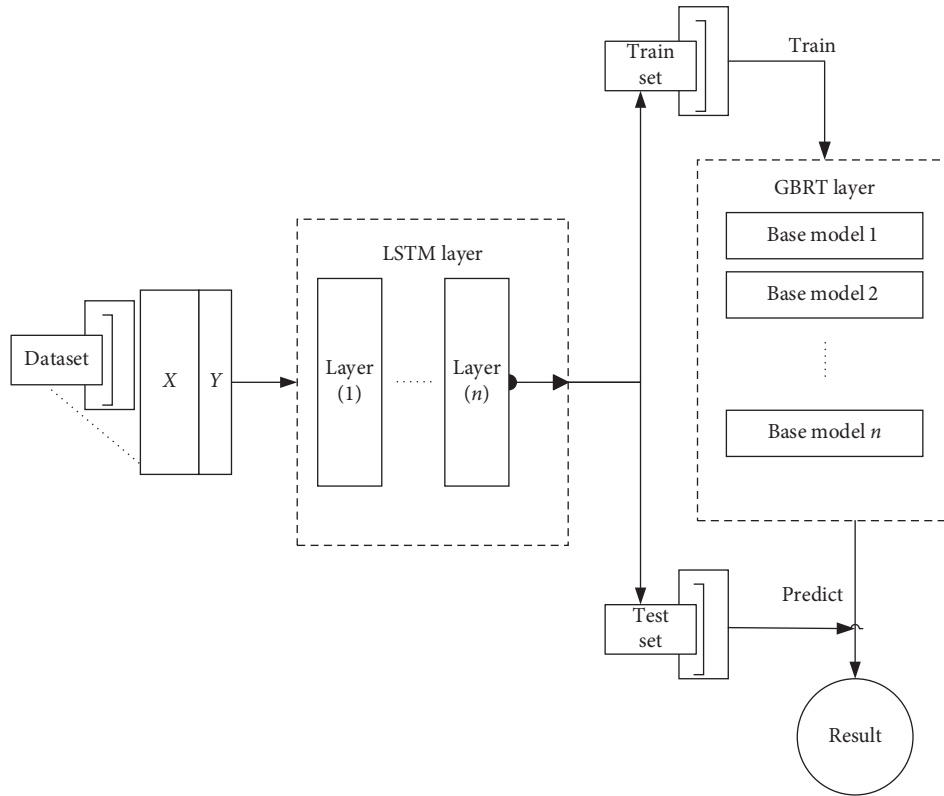 Dataset
X
Y
LSTM layer
Layer
(1)
Layer
(n)
Train
set
Train
GBRT layer
Base model 1
Base model 2
Base model n
Test
set
Predict
Result